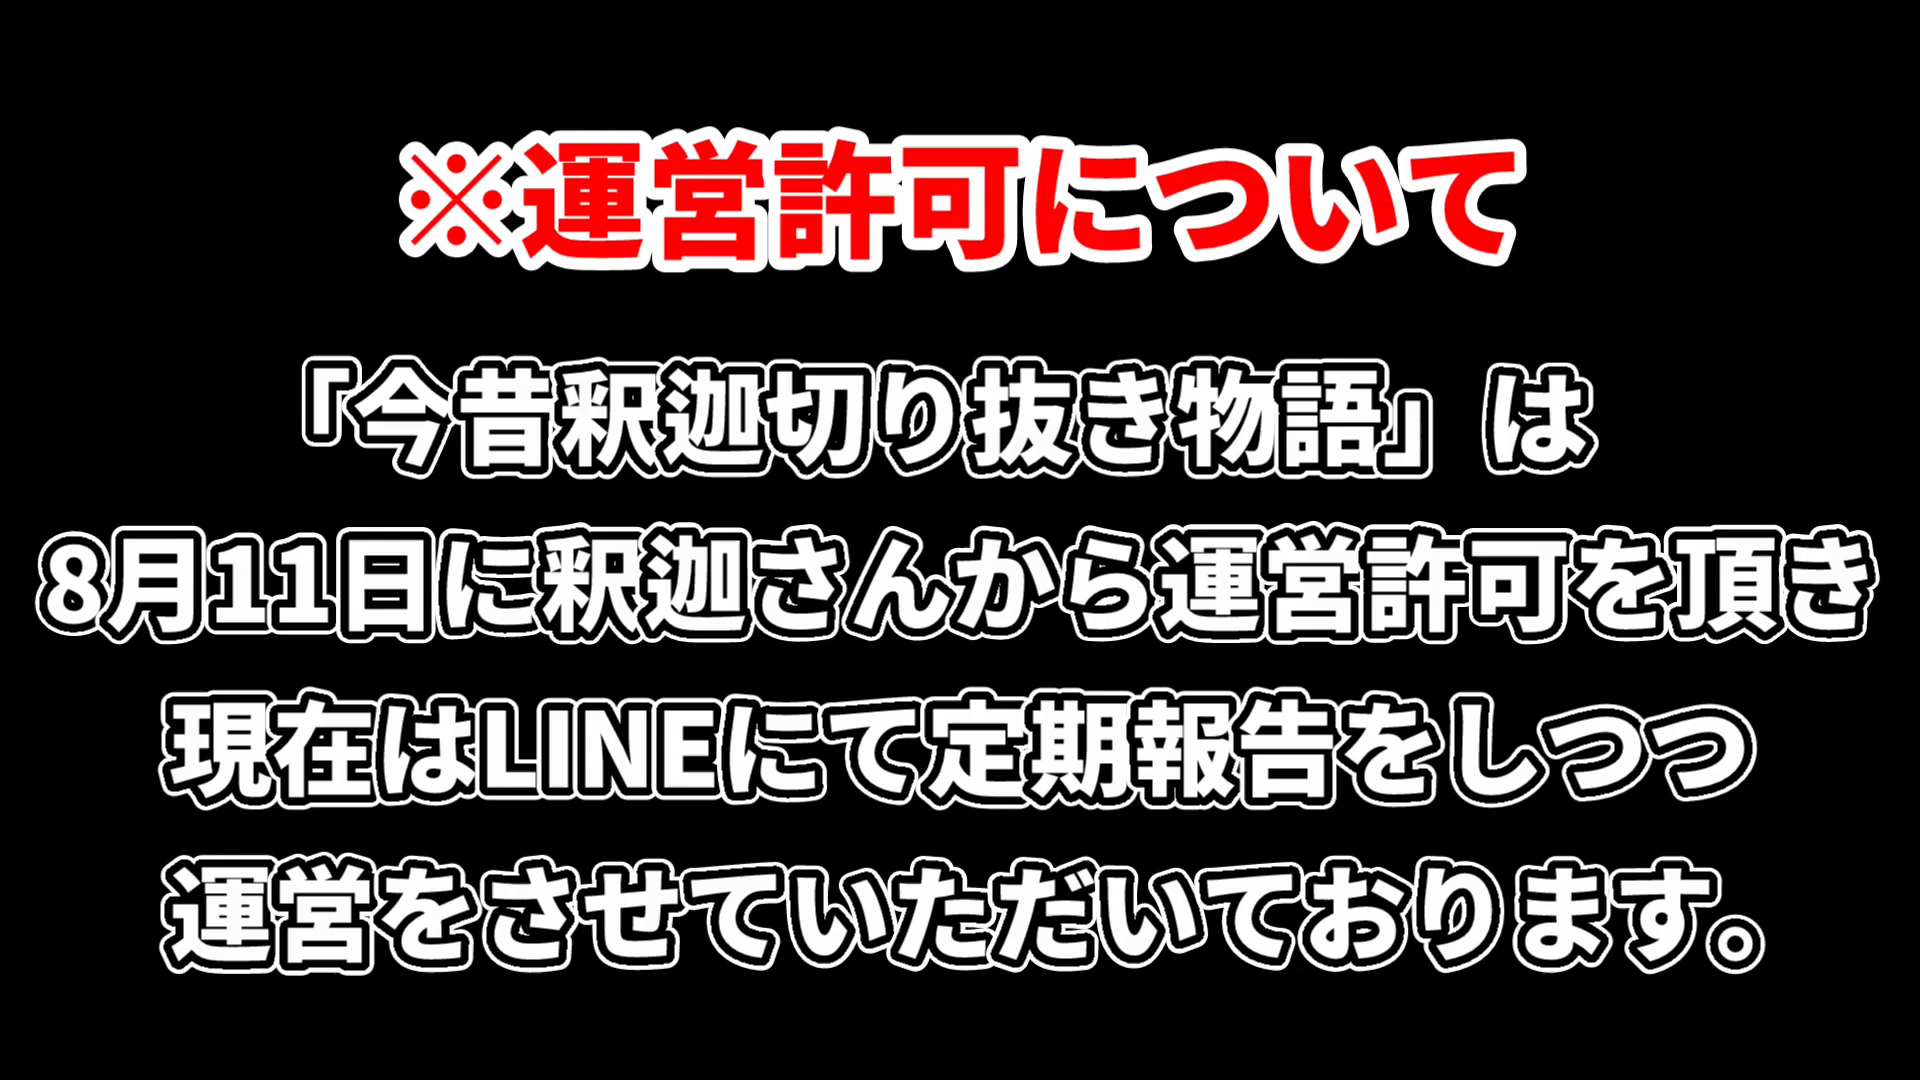 ※運営許可について
「今昔釈迦切り抜き物語」は
8月11日に釈迦さんから運営許可を頂き
現在はLINEにて定期報告をしつつ
運営をさせていただいております。